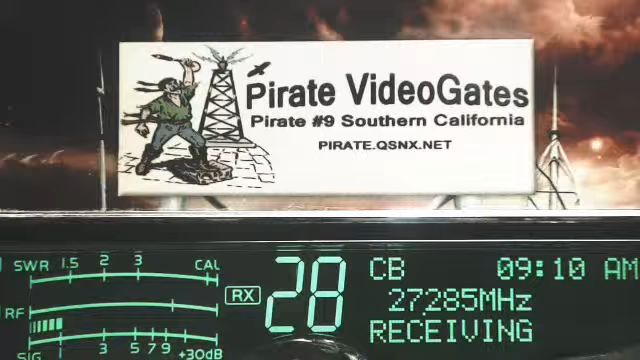 Pirate VideoGates
Pirate #9 Southern California
PIRATE.QSNX.NET
SWR 1.5 2 3 CAL
RF
SIG 1 3 5 7 9 +30dB
RX
28
CB 09:10 AM
27285MHz
RECEIVING